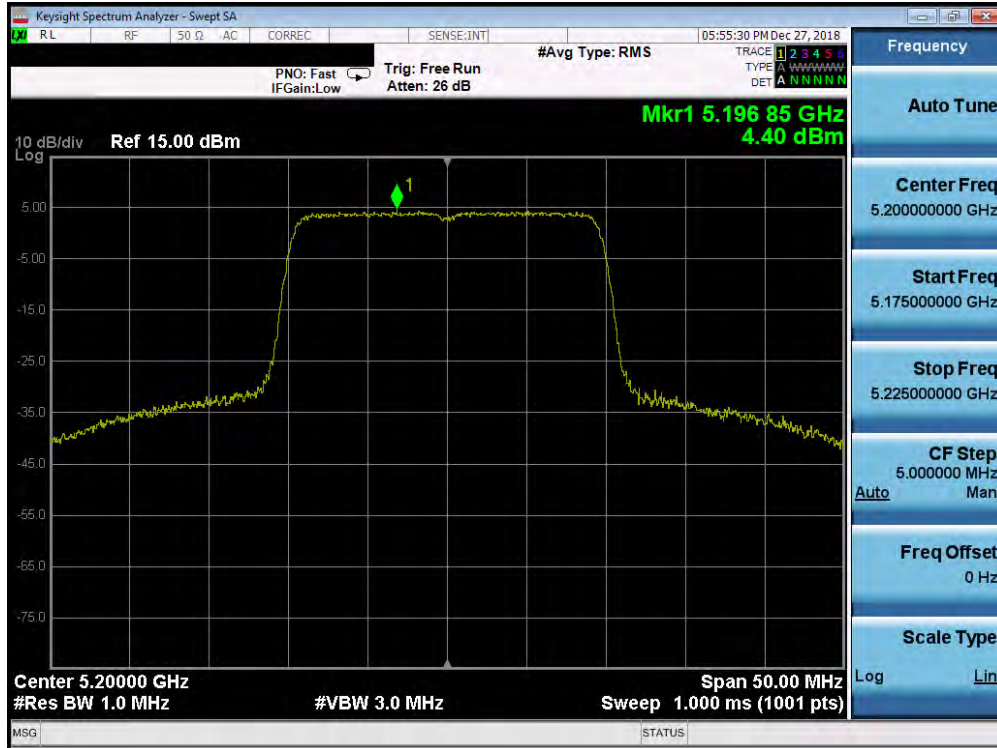 Keysight Spectrum Analyzer - Swept SA
LXI RL RF 50 Ω AC CORREC SENSE:INT 05:55:30 PM Dec 27, 2018
#Avg Type: RMS TRACE 1 2 3 4 5 6
PNO: Fast Trig: Free Run TYPE A WWWWW
IFGain:Low Atten: 26 dB DET A N N N N N
Mkr1 5.196 85 GHz
10 dB/div Ref 15.00 dBm 4.40 dBm
Log
1
5.00
-5.00
-15.0
-25.0
-35.0
-45.0
-55.0
-65.0
-75.0
Center 5.20000 GHz Span 50.00 MHz
#Res BW 1.0 MHz #VBW 3.0 MHz Sweep 1.000 ms (1001 pts)
MSG STATUS
Frequency
Auto Tune
Center Freq
5.200000000 GHz
Start Freq
5.175000000 GHz
Stop Freq
5.225000000 GHz
CF Step
5.000000 MHz
Auto Man
Freq Offset
0 Hz
Scale Type
Log Lin